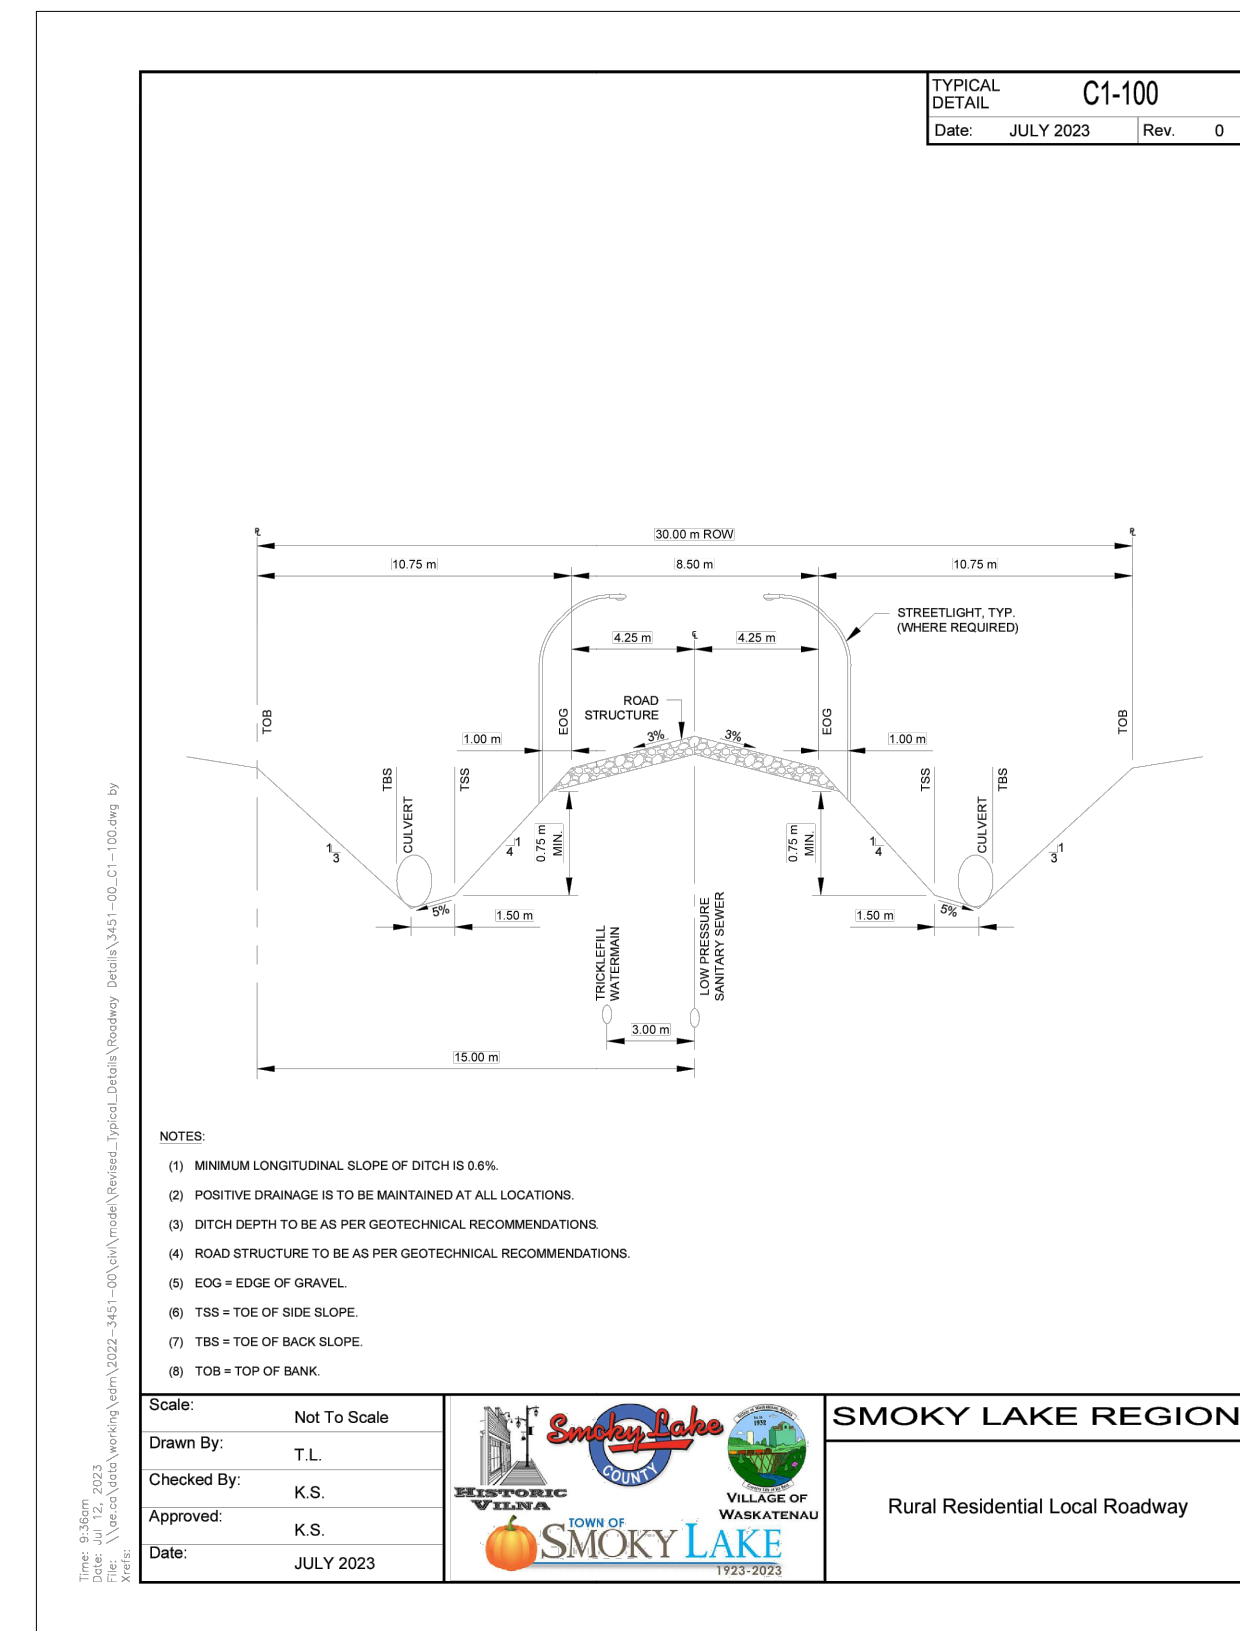 TYPICAL
DETAIL
C1-100
Date: JULY 2023 Rev. 0
30.00 m ROW
10.75 m 8.50 m 10.75 m
STREETLIGHT, TYP.
(WHERE REQUIRED)
4.25 m 4.25 m
ROAD
STRUCTURE
TOB
EOG
EOG
TOB
3% 3%
1.00 m 1.00 m
TBS
TSS
TSS
TBS
CULVERT
CULVERT
0.75 m
MIN.
0.75 m
MIN.
1
3
1
4
1
4
1
3
5% 5%
1.50 m 1.50 m
TRICKLEFILL
WATERMAIN
LOW PRESSURE
SANITARY SEWER
3.00 m
15.00 m
NOTES:
(1) MINIMUM LONGITUDINAL SLOPE OF DITCH IS 0.6%.
(2) POSITIVE DRAINAGE IS TO BE MAINTAINED AT ALL LOCATIONS.
(3) DITCH DEPTH TO BE AS PER GEOTECHNICAL RECOMMENDATIONS.
(4) ROAD STRUCTURE TO BE AS PER GEOTECHNICAL RECOMMENDATIONS.
(5) EOG = EDGE OF GRAVEL.
(6) TSS = TOE OF SIDE SLOPE.
(7) TBS = TOE OF BACK SLOPE.
(8) TOB = TOP OF BANK.
Scale: Not To Scale
Drawn By: T.L.
Checked By: K.S.
Approved: K.S.
Date: JULY 2023
HISTORIC
VILNA
Smoky Lake
COUNTY
1932
VILLAGE OF
WASKATENAU
TOWN OF
SMOKY LAKE
1923-2023
SMOKY LAKE REGION
Rural Residential Local Roadway
Time: 9:36am
Date: Jul 12, 2023
File: \\ae.ca\data\working\edm\2022-3451-00\civil\model\Revised_Typical_Details\Roadway Details\3451-00_C1-100.dwg by
Xrefs: